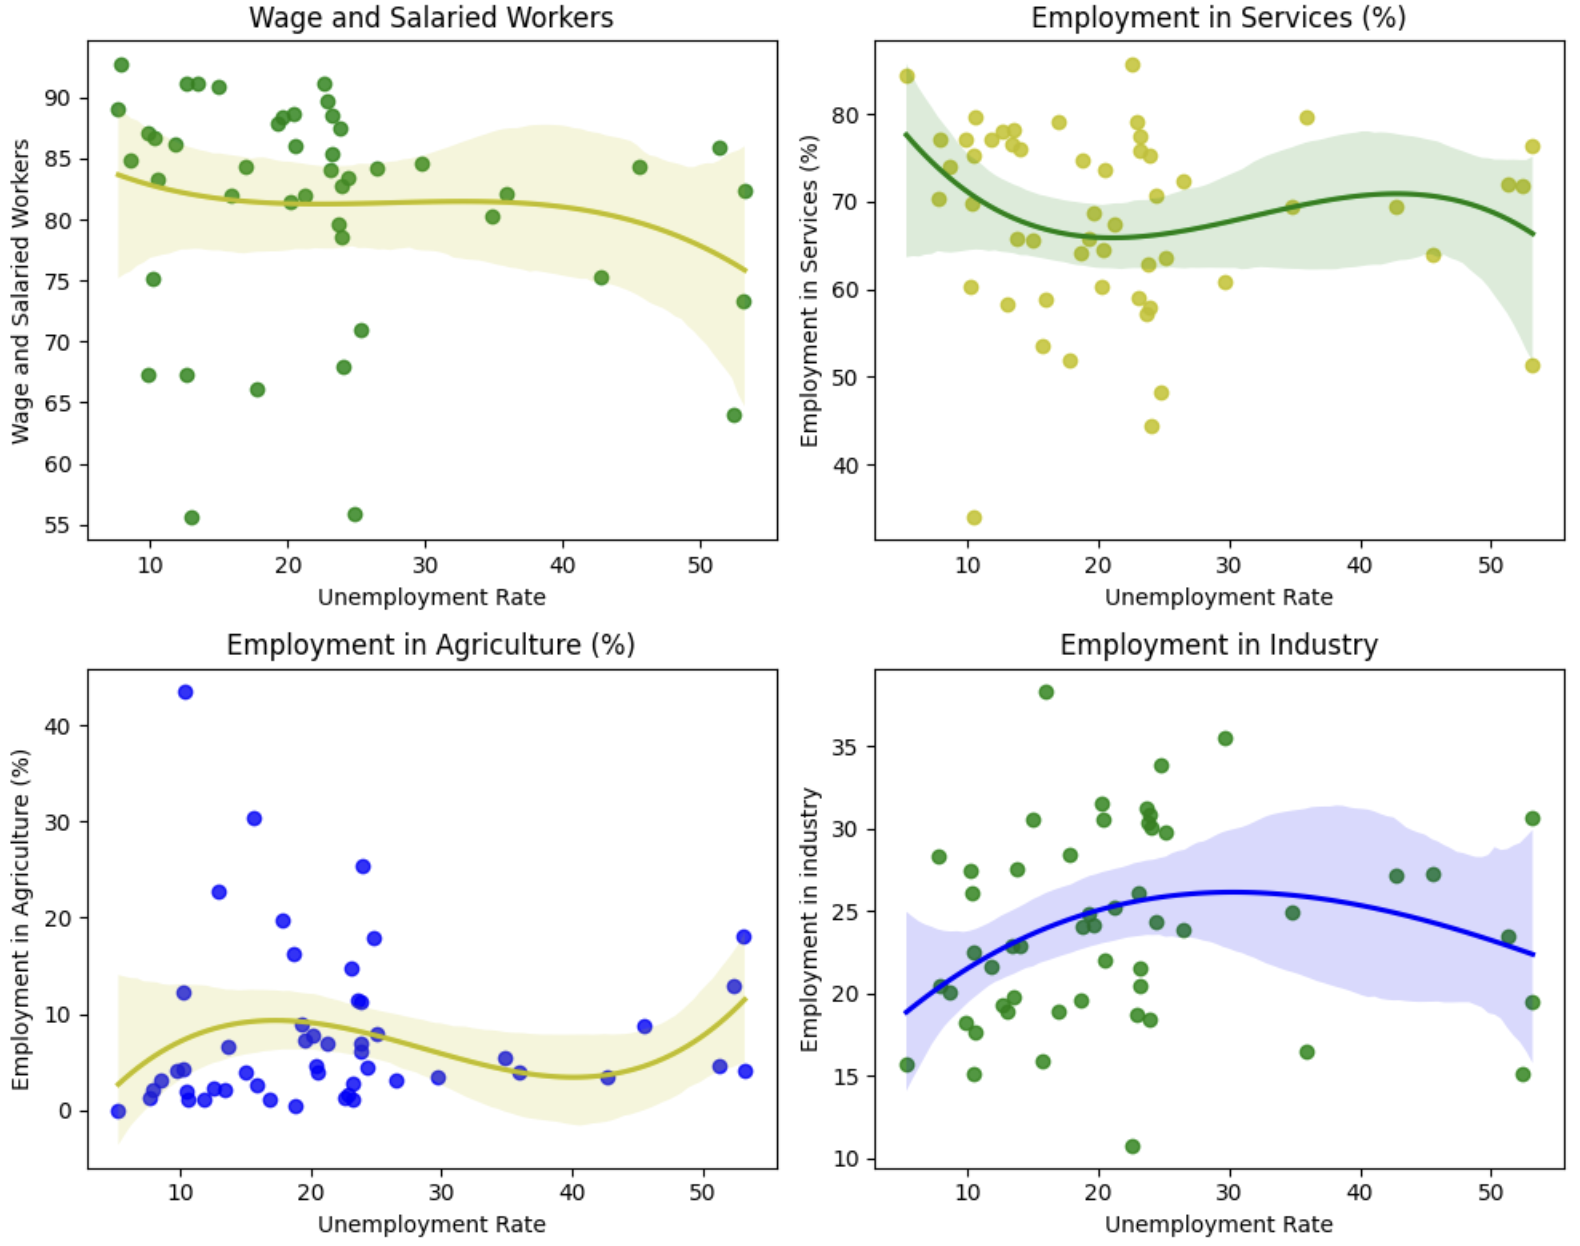 Wage and Salaried Workers
Wage and Salaried Workers
90
85
80
75
70
65
60
55
10 20 30 40 50
Unemployment Rate
Employment in Services (%)
Employment in Services (%)
80
70
60
50
40
10 20 30 40 50
Unemployment Rate
Employment in Agriculture (%)
Employment in Agriculture (%)
40
30
20
10
0
10 20 30 40 50
Unemployment Rate
Employment in Industry
Employment in industry
35
30
25
20
15
10
10 20 30 40 50
Unemployment Rate